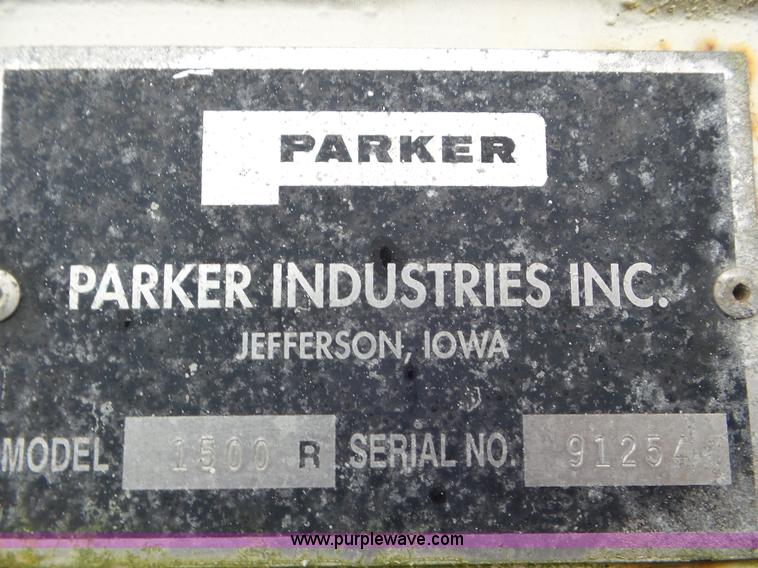 PARKER
PARKER INDUSTRIES INC.
JEFFERSON, IOWA
MODEL 1500 R SERIAL NO. 91254
www.purplewave.com